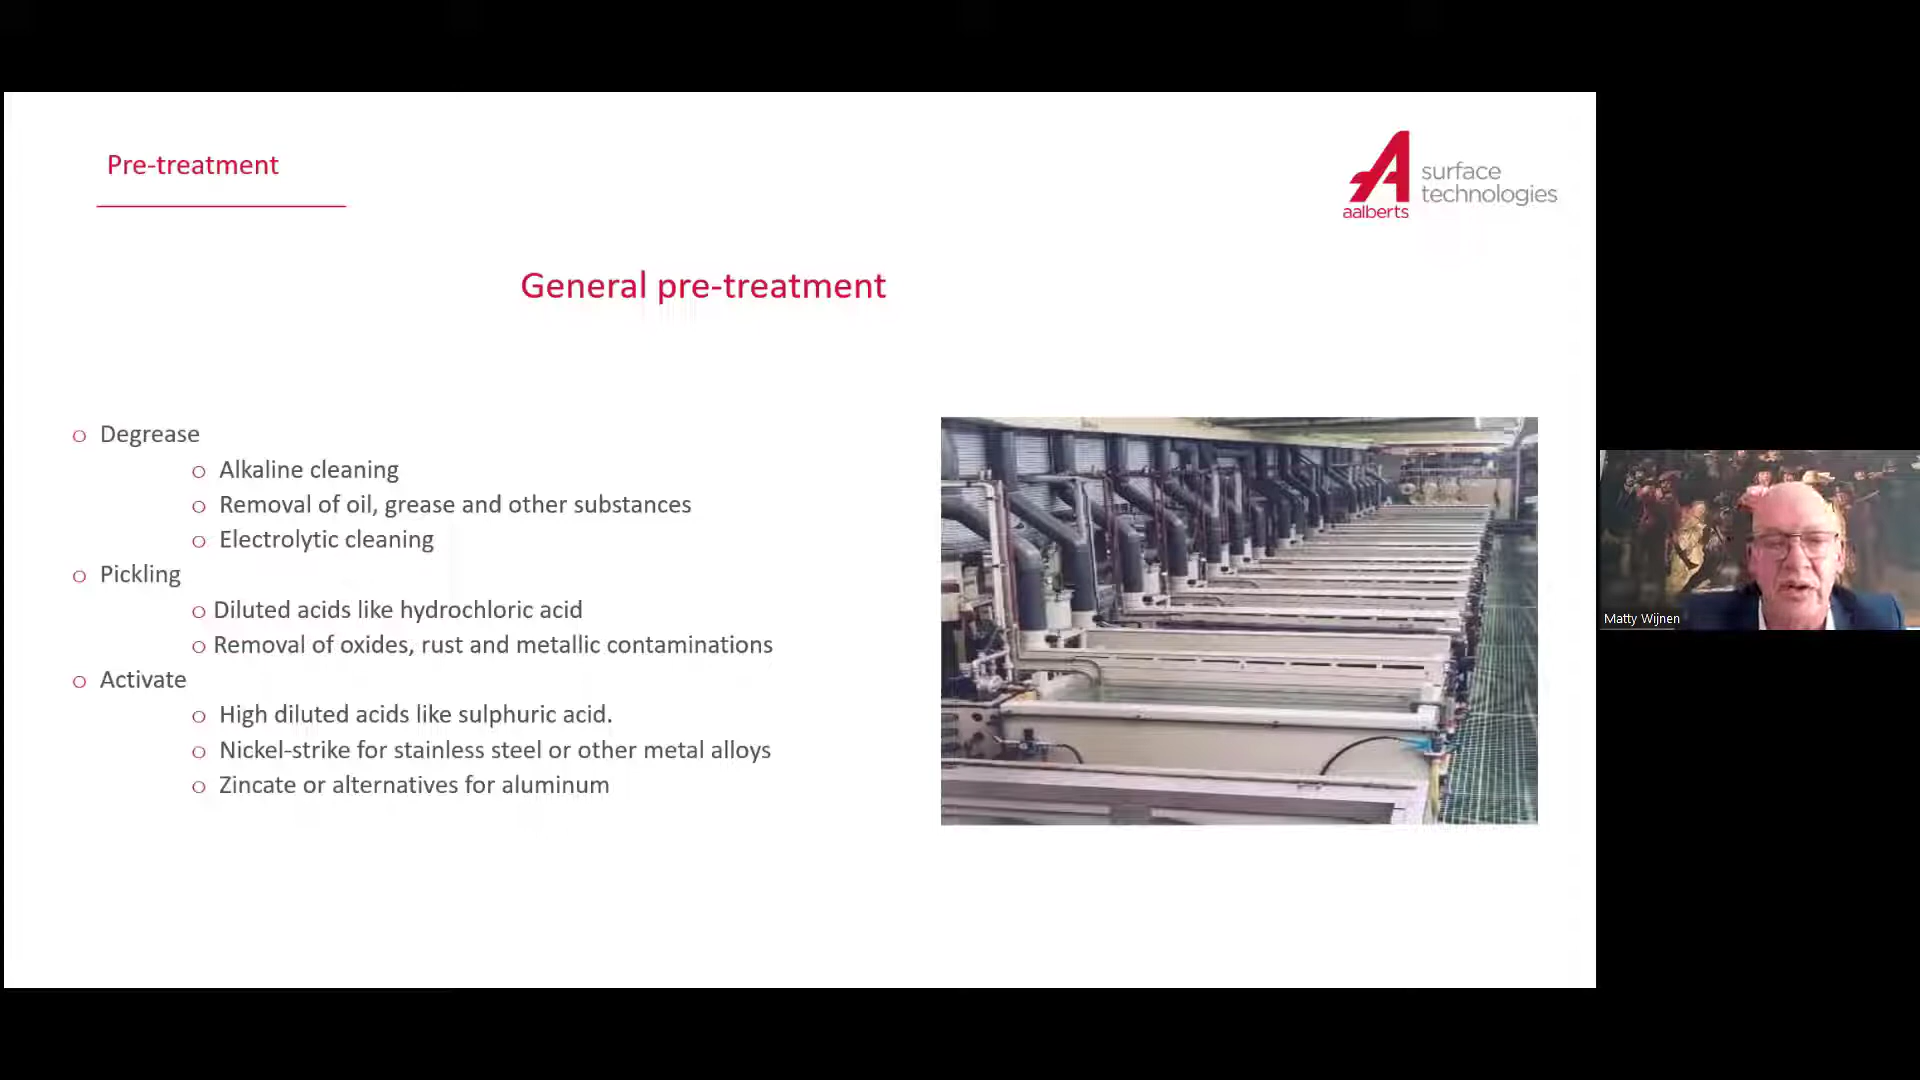 Pre-treatment
surface
technologies
aalberts
General pre-treatment
o Degrease
o Alkaline cleaning
o Removal of oil, grease and other substances
o Electrolytic cleaning
o Pickling
o Diluted acids like hydrochloric acid
o Removal of oxides, rust and metallic contaminations
o Activate
o High diluted acids like sulphuric acid.
o Nickel-strike for stainless steel or other metal alloys
o Zincate or alternatives for aluminum
Matty Wijnen